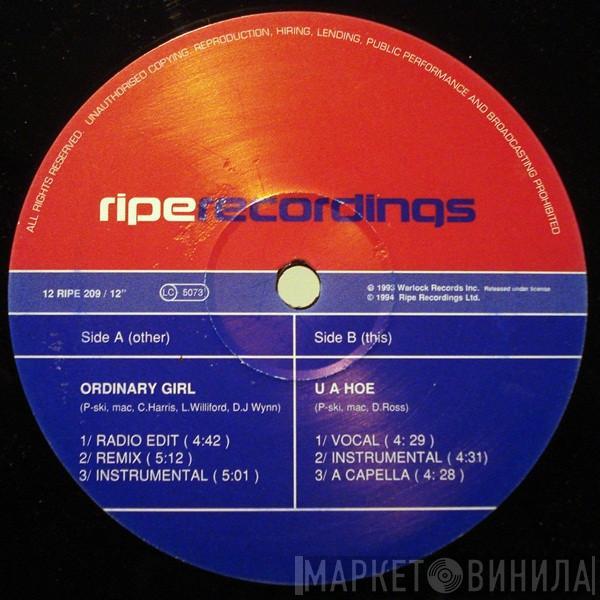 ALL RIGHTS RESERVED. UNAUTHORISED COPYING, REPRODUCTION, HIRING, LENDING, PUBLIC PERFORMANCE AND BROADCASTING PROHIBITED
riperecordings
12 RIPE 209 / 12"
LC 5073
℗ 1993 Warlock Records Inc. Released under license
© 1994 Ripe Recordings Ltd.
Side A (other)
ORDINARY GIRL
(P-ski, mac, C.Harris, L.Williford, D.J Wynn)
1/ RADIO EDIT ( 4:42 )
2/ REMIX ( 5:12 )
3/ INSTRUMENTAL ( 5:01 )
Side B (this)
U A HOE
(P-ski, mac, D.Ross)
1/ VOCAL ( 4: 29 )
2/ INSTRUMENTAL ( 4:31)
3/ A CAPELLA ( 4: 28 )
МАРКЕТ ВИНИЛА